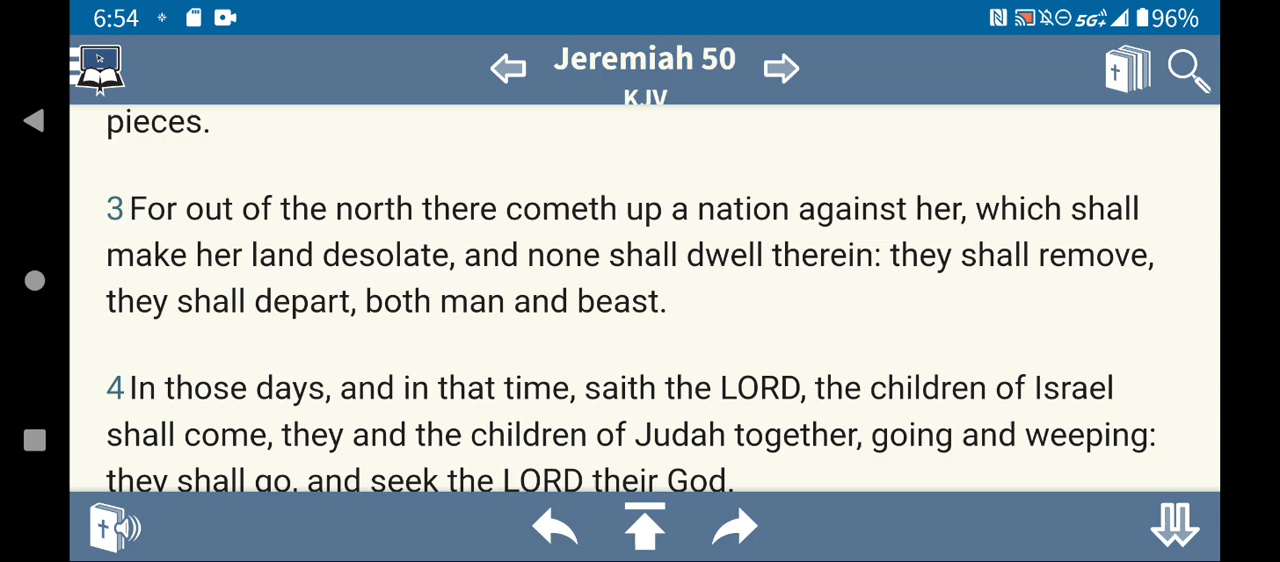 6:54 5G+ 96%
Jeremiah 50
KJV
pieces.
3 For out of the north there cometh up a nation against her, which shall
make her land desolate, and none shall dwell therein: they shall remove,
they shall depart, both man and beast.
4 In those days, and in that time, saith the LORD, the children of Israel
shall come, they and the children of Judah together, going and weeping:
they shall go, and seek the LORD their God.